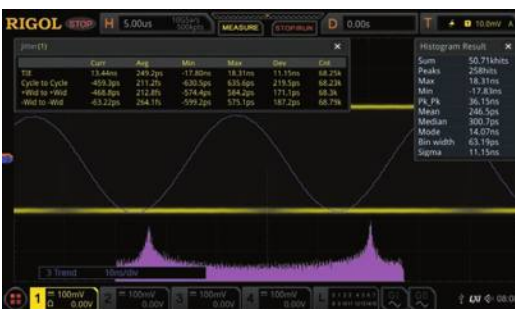 RIGOL STOP H 5.00us 10GSa/s MEASURE STOP/RUN D 0.00s T 10.0mV A
500kpts
Jitter(1) ×
Curr Avg Min Max Dev Cnt
TIE 13.44ns 249.2ps -17.80ns 18.31ns 11.15ns 68.25k
Cycle to Cycle -459.3ps 211.2fs -630.5ps 635.6ps 219.5ps 68.23k
+Wid to +Wid -468.8ps 212.8fs -574.4ps 584.2ps 171.1ps 68.3k
-Wid to -Wid -63.22ps 264.1fs -599.2ps 575.1ps 187.2ps 68.79k
Histogram Result ×
Sum 50.71khits
Peaks 258hits
Max 18.31ns
Min -17.83ns
Pk_Pk 36.15ns
Mean 246.5ps
Median 300.7ps
Mode 14.07ns
Bin width 63.19ps
Sigma 11.15ns
3 Trend 10ns/div
1 100mV 2 100mV 3 100mV 4 100mV L G1
Ω 0.00V 0.00V 0.00V 0.00V
LXI 08:0